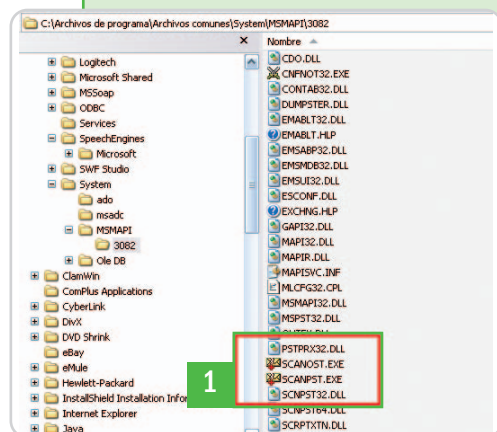 C:\Archivos de programa\Archivos comunes\System\MSMAPI\3082
Nombre
Logitech
Microsoft Shared
MSSoap
ODBC
Services
SpeechEngines
Microsoft
SWF Studio
System
ado
msadc
MSMAPI
3082
Ole DB
ClamWin
ComPlus Applications
CyberLink
DivX
DVD Shrink
eBay
eMule
Hewlett-Packard
InstallShield Installation Infor
Internet Explorer
Java
CDO.DLL
CNFNOT32.EXE
CONTAB32.DLL
DUMPSTER.DLL
EMABLT32.DLL
EMABLT.HLP
EMSABP32.DLL
EMSMDB32.DLL
EMSUI32.DLL
ESCONF.DLL
EXCHNG.HLP
GAPI32.DLL
MAPI32.DLL
MAPIR.DLL
MAPISVC.INF
MLCFG32.CPL
MSMAPI32.DLL
MSPST32.DLL
PSTPRX32.DLL
SCANOST.EXE
SCANPST.EXE
SCNPST32.DLL
SCNPST64.DLL
SCRPTXTN.DLL
1